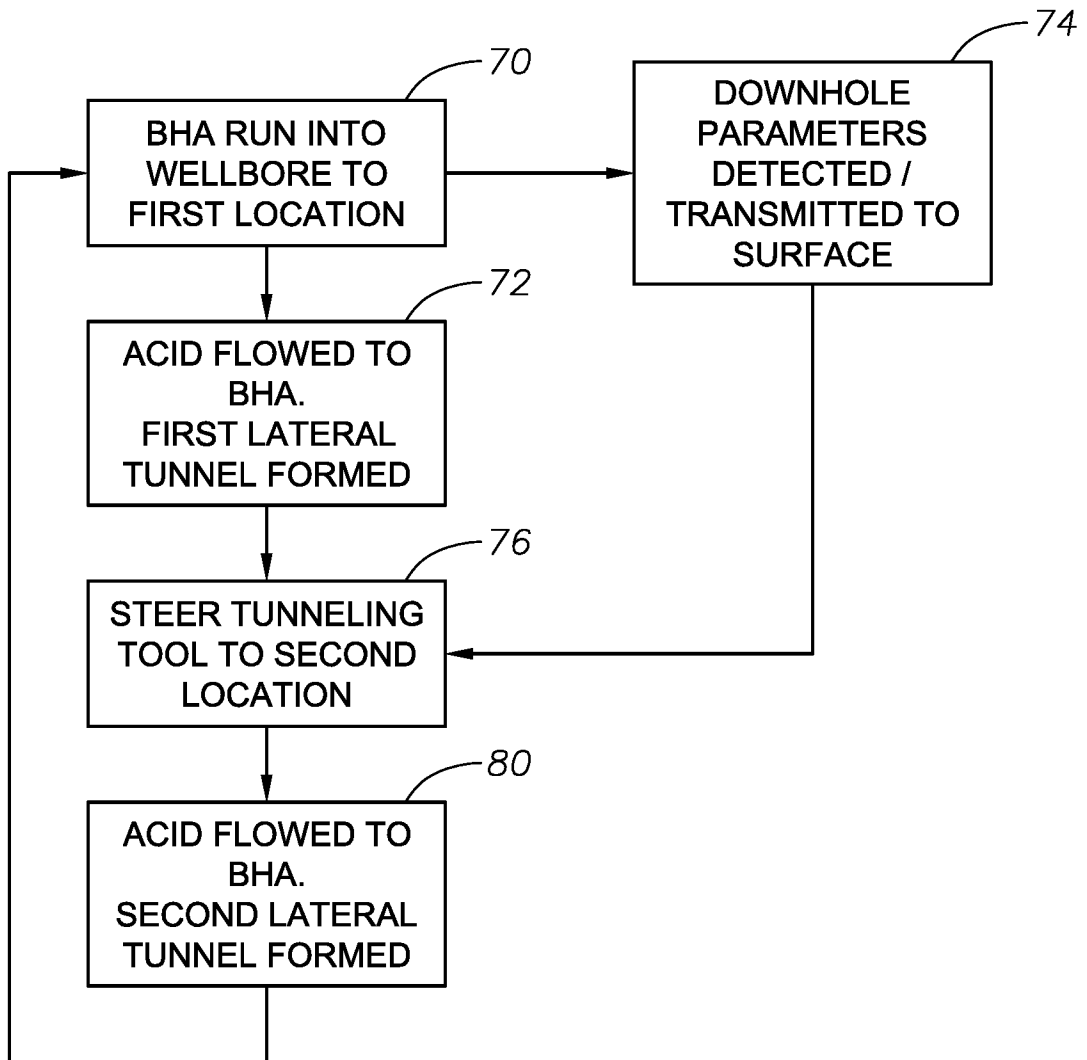 70
BHA RUN INTO
WELLBORE TO
FIRST LOCATION
74
DOWNHOLE
PARAMETERS
DETECTED /
TRANSMITTED TO
SURFACE
72
ACID FLOWED TO
BHA.
FIRST LATERAL
TUNNEL FORMED
76
STEER TUNNELING
TOOL TO SECOND
LOCATION
80
ACID FLOWED TO
BHA.
SECOND LATERAL
TUNNEL FORMED